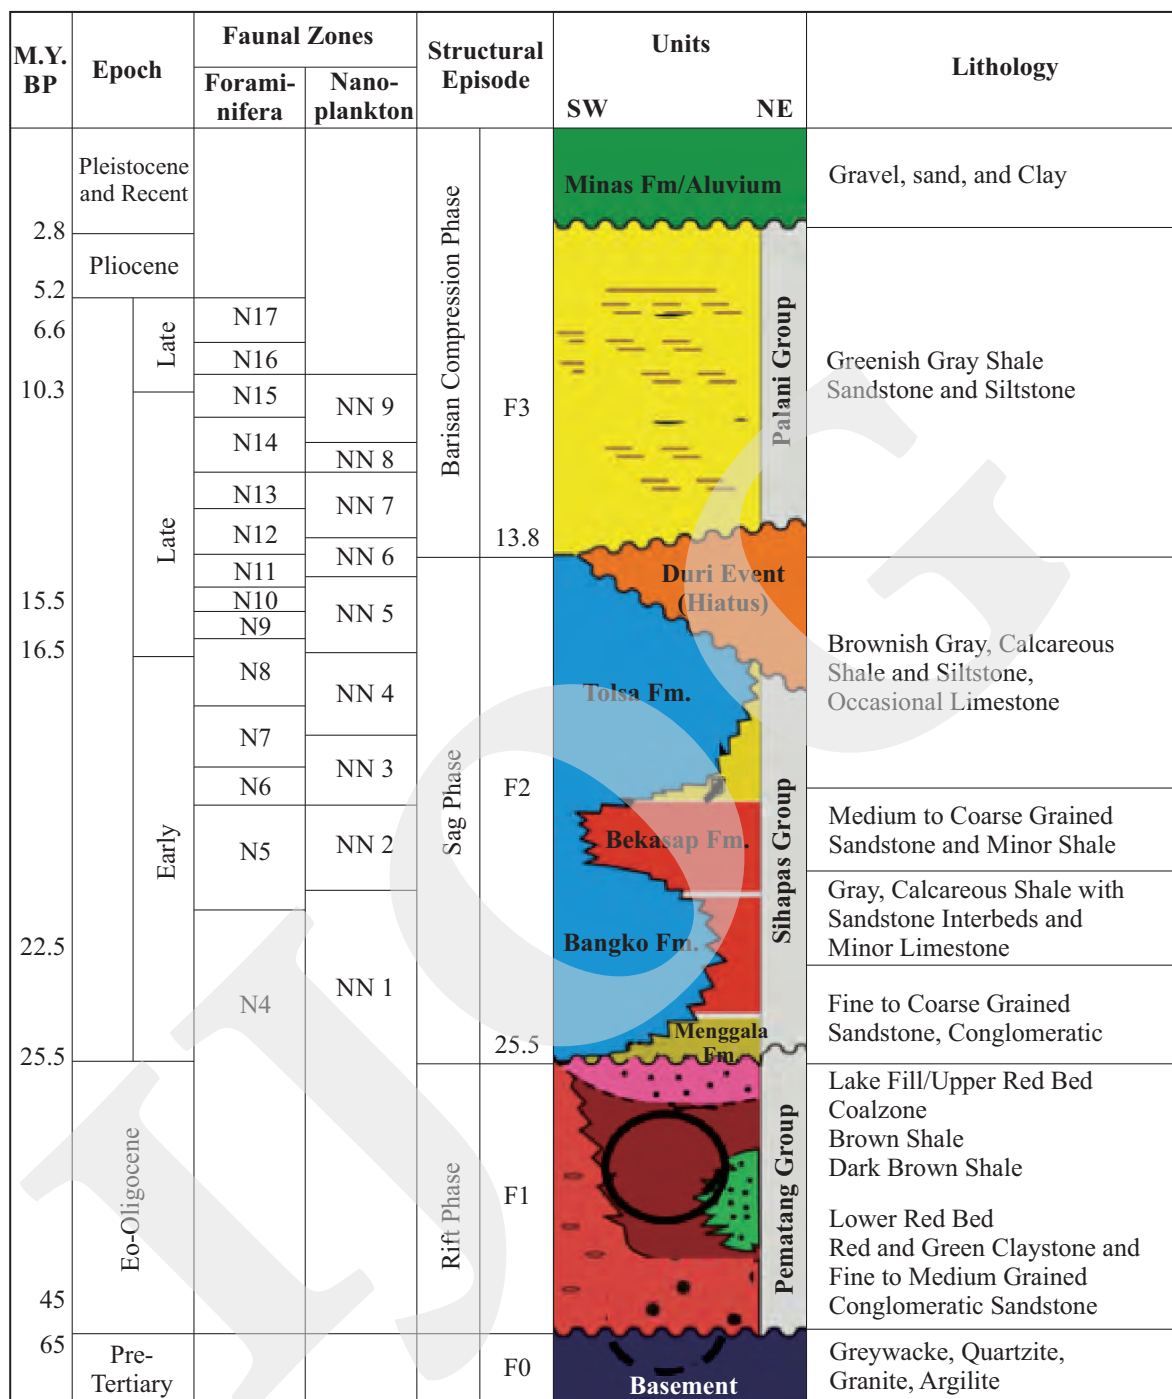 M.Y.
BP
Epoch
Faunal Zones
Forami-
nifera
Nano-
plankton
Structural
Episode
Units
SW
NE
Lithology
Pleistocene
and Recent
2.8
Pliocene
5.2
6.6
10.3
15.5
16.5
22.5
25.5
45
65
Late
Late
Early
Eo-Oligocene
Pre-
Tertiary
N17
N16
N15
N14
N13
N12
N11
N10
N9
N8
N7
N6
N5
N4
NN 9
NN 8
NN 7
NN 6
NN 5
NN 4
NN 3
NN 2
NN 1
Barisan Compression Phase
Sag Phase
Rift Phase
F3
13.8
F2
25.5
F1
F0
Minas Fm/Aluvium
Palani Group
Duri Event
(Hiatus)
Tolsa Fm.
Bekasap Fm.
Bangko Fm.
Menggala
Fm.
Sihapas Group
Pematang Group
Basement
Gravel, sand, and Clay
Greenish Gray Shale
Sandstone and Siltstone
Brownish Gray, Calcareous
Shale and Siltstone,
Occasional Limestone
Medium to Coarse Grained
Sandstone and Minor Shale
Gray, Calcareous Shale with
Sandstone Interbeds and
Minor Limestone
Fine to Coarse Grained
Sandstone, Conglomeratic
Lake Fill/Upper Red Bed
Coalzone
Brown Shale
Dark Brown Shale
Lower Red Bed
Red and Green Claystone and
Fine to Medium Grained
Conglomeratic Sandstone
Greywacke, Quartzite,
Granite, Argilite
IJOG